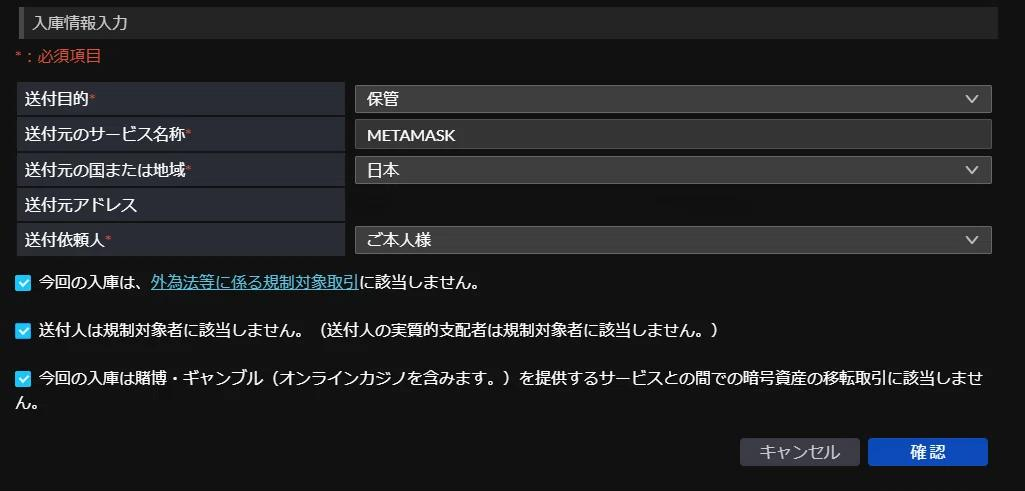 入庫情報入力
*：必須項目
送付目的* 保管
送付元のサービス名称* METAMASK
送付元の国または地域* 日本
送付元アドレス
送付依頼人* ご本人様
今回の入庫は、外為法等に係る規制対象取引に該当しません。
送付人は規制対象者に該当しません。（送付人の実質的支配者は規制対象者に該当しません。）
今回の入庫は賭博・ギャンブル（オンラインカジノを含みます。）を提供するサービスとの間での暗号資産の移転取引に該当しませ
ん。
キャンセル 確認